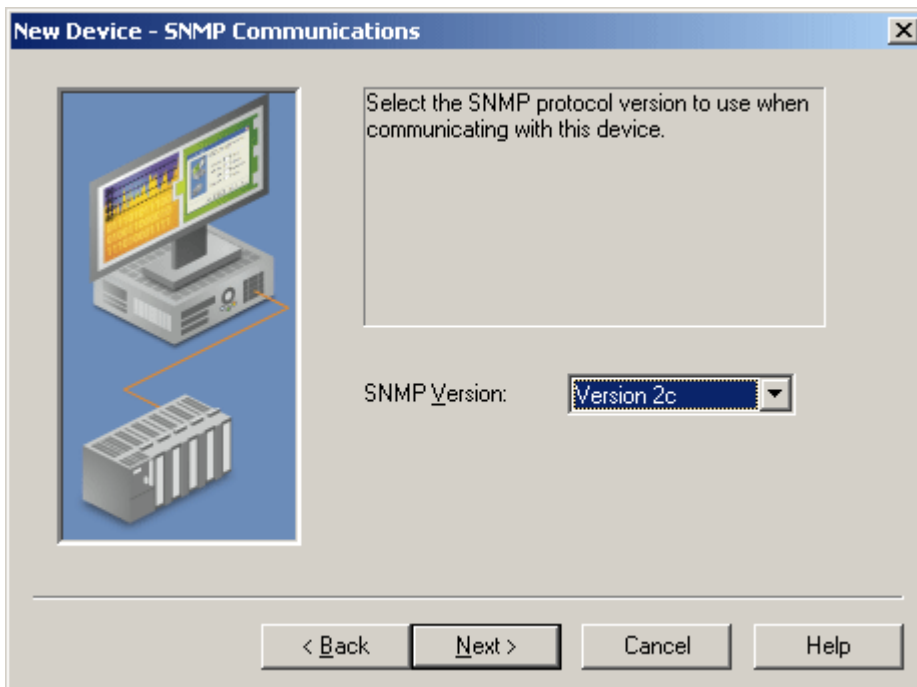 New Device - SNMP Communications
Select the SNMP protocol version to use when
communicating with this device.
SNMP Version:
Version 2c
< Back
Next >
Cancel
Help